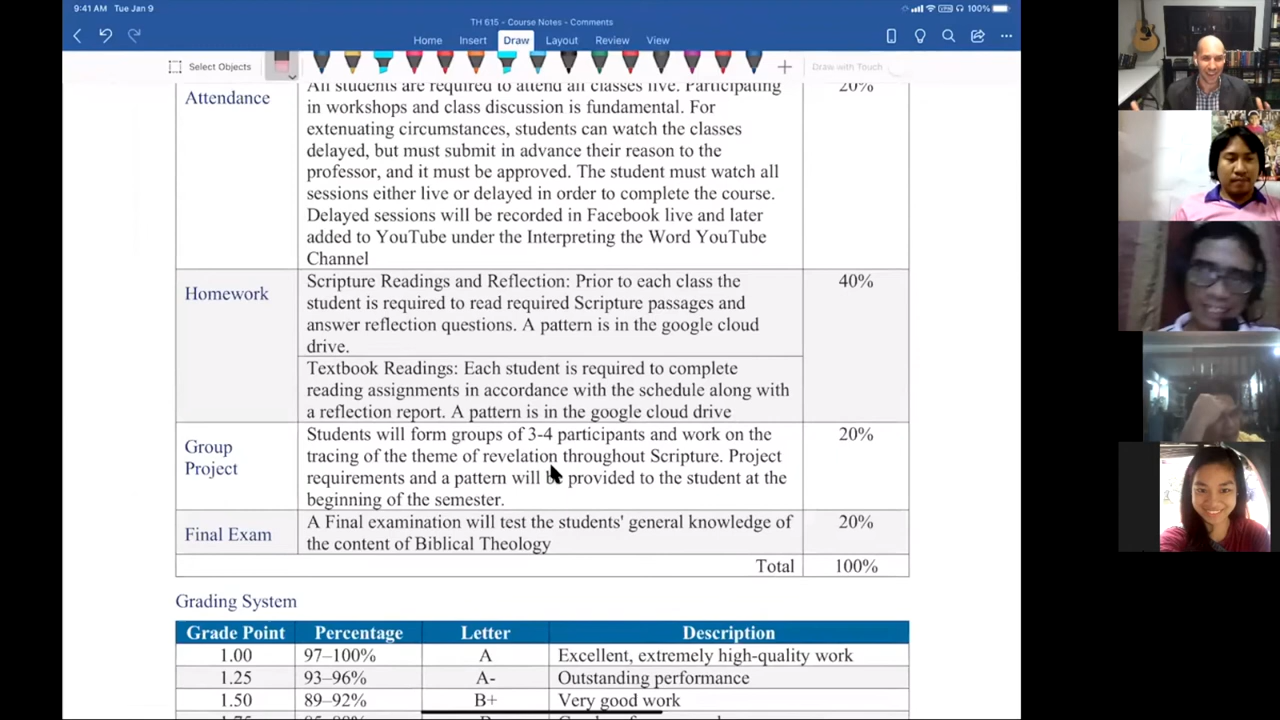 9:41 AM Tue Jan 9
100%
TH 615 - Course Notes - Comments
Home Insert Draw Layout Review View
Select Objects
Draw with Touch
Attendance
All students are required to attend all classes live. Participating
in workshops and class discussion is fundamental. For
extenuating circumstances, students can watch the classes
delayed, but must submit in advance their reason to the
professor, and it must be approved. The student must watch all
sessions either live or delayed in order to complete the course.
Delayed sessions will be recorded in Facebook live and later
added to YouTube under the Interpreting the Word YouTube
Channel
20%
Homework
Scripture Readings and Reflection: Prior to each class the
student is required to read required Scripture passages and
answer reflection questions. A pattern is in the google cloud
drive.
40%
Textbook Readings: Each student is required to complete
reading assignments in accordance with the schedule along with
a reflection report. A pattern is in the google cloud drive
Group
Project
Students will form groups of 3-4 participants and work on the
tracing of the theme of revelation throughout Scripture. Project
requirements and a pattern will be provided to the student at the
beginning of the semester.
20%
Final Exam
A Final examination will test the students' general knowledge of
the content of Biblical Theology
20%
Total 100%
Grading System
Grade Point Percentage Letter Description
1.00 97–100% A Excellent, extremely high-quality work
1.25 93–96% A- Outstanding performance
1.50 89–92% B+ Very good work